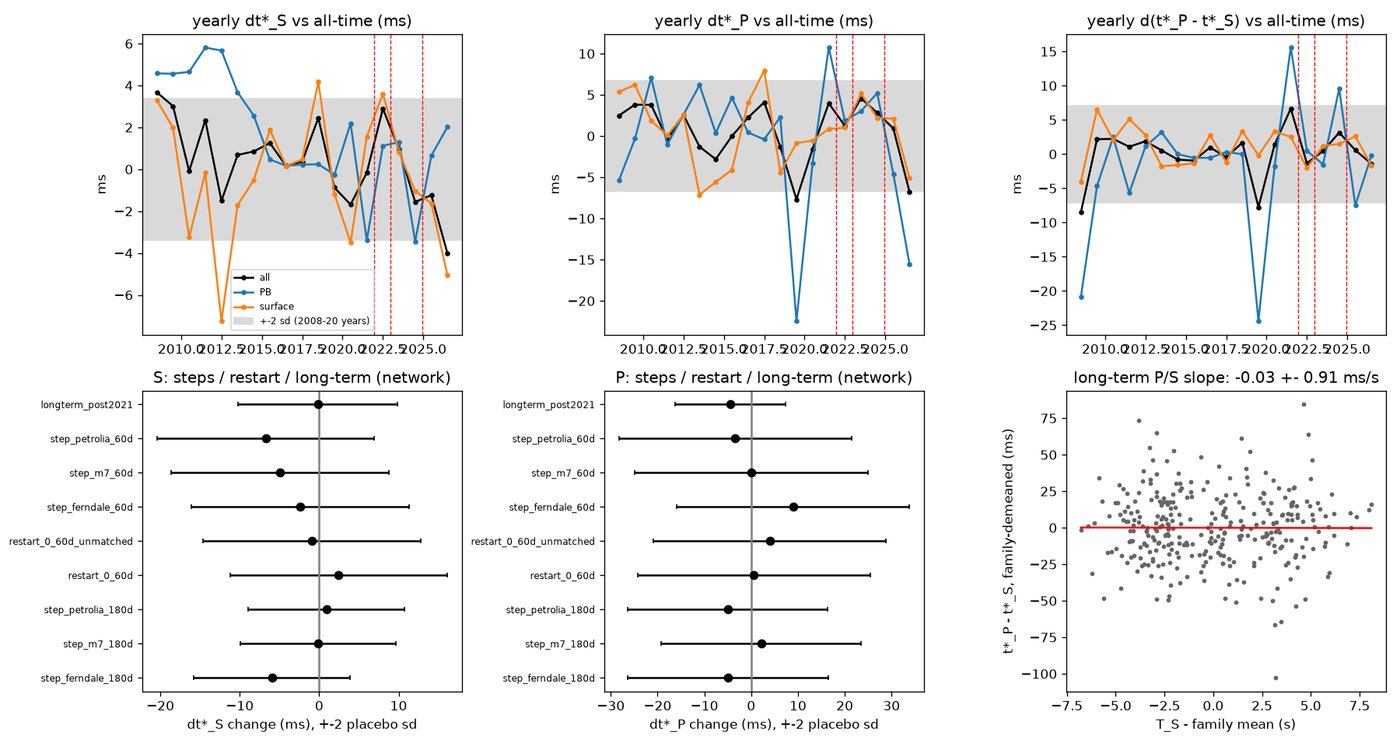 yearly dt*_S vs all-time (ms)
6
4
2
0
−2
−4
−6
ms
all
PB
surface
+-2 sd (2008-20 years)
2010.0
2012.5
2015.0
2017.5
2020.0
2022.5
2025.0
yearly dt*_P vs all-time (ms)
10
5
0
−5
−10
−15
−20
ms
2010.0
2012.5
2015.0
2017.5
2020.0
2022.5
2025.0
yearly d(t*_P - t*_S) vs all-time (ms)
15
10
5
0
−5
−10
−15
−20
−25
ms
2010.0
2012.5
2015.0
2017.5
2020.0
2022.5
2025.0
S: steps / restart / long-term (network)
longterm_post2021
step_petrolia_60d
step_m7_60d
step_ferndale_60d
restart_0_60d_unmatched
restart_0_60d
step_petrolia_180d
step_m7_180d
step_ferndale_180d
−20
−10
0
10
dt*_S change (ms), +-2 placebo sd
P: steps / restart / long-term (network)
longterm_post2021
step_petrolia_60d
step_m7_60d
step_ferndale_60d
restart_0_60d_unmatched
restart_0_60d
step_petrolia_180d
step_m7_180d
step_ferndale_180d
−30
−20
−10
0
10
20
30
dt*_P change (ms), +-2 placebo sd
long-term P/S slope: -0.03 +- 0.91 ms/s
t*_P - t*_S, family-demeaned (ms)
75
50
25
0
−25
−50
−75
−100
−7.5
−5.0
−2.5
0.0
2.5
5.0
7.5
T_S - family mean (s)